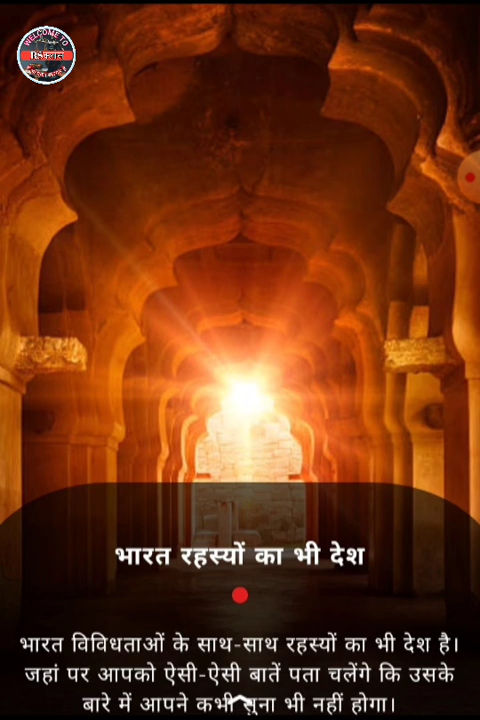 WELCOME TO
भारत रहस्यों का भी देश
भारत विविधताओं के साथ-साथ रहस्यों का भी देश है।
जहां पर आपको ऐसी-ऐसी बातें पता चलेंगे कि उसके
बारे में आपने कभी सुना भी नहीं होगा।